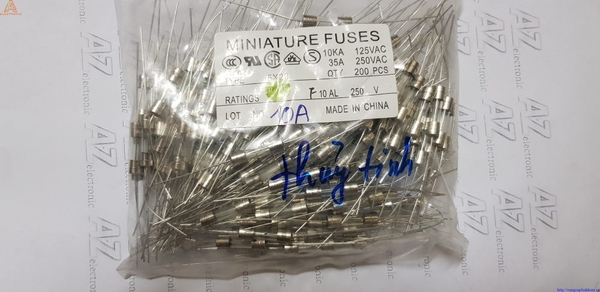 MINIATURE FUSES
10KA 125VAC
35A 250VAC
QTY 200 PCS
RATINGS F 10 AL 250 V
LOT 10A MADE IN CHINA
thủy tinh
A7 electronic